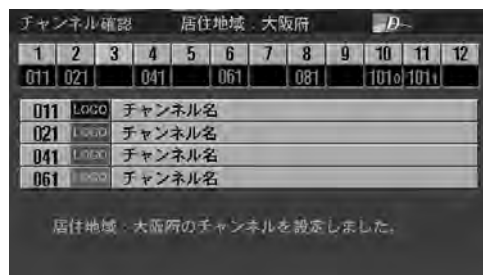 チャンネル確認 居住地域:大阪府 D
1 2 3 4 5 6 7 8 9 10 11 12
011 021 041 061 081 1010 1011
011 LOGO チャンネル名
021 LOGO チャンネル名
041 LOGO チャンネル名
061 LOGO チャンネル名
居住地域:大阪府のチャンネルを設定しました。